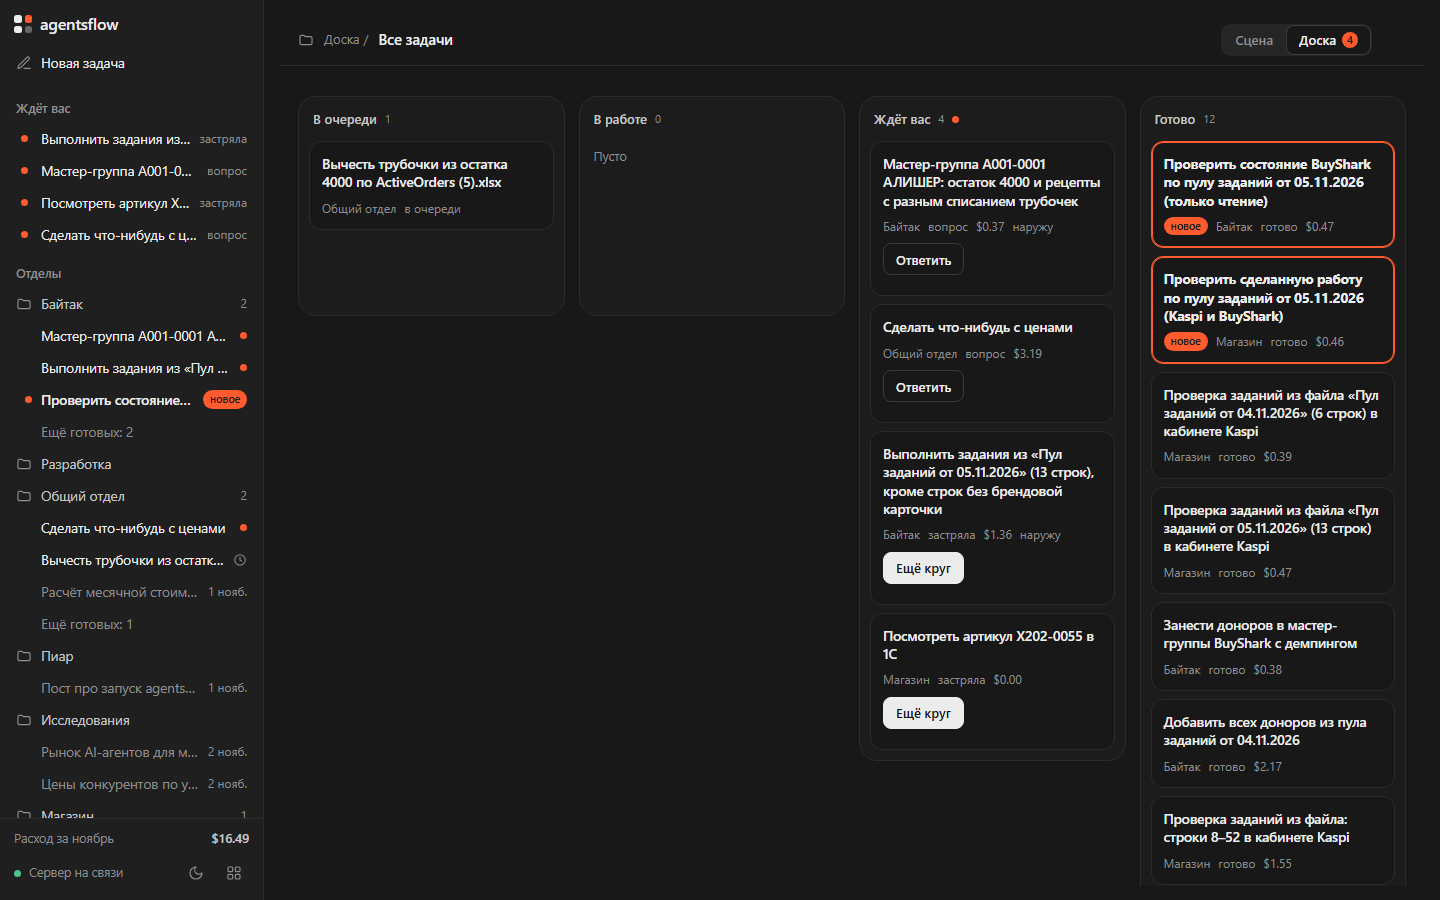 agentsflow
Новая задача
Ждёт вас
Выполнить задания из... застряла
Мастер-группа A001-0... вопрос
Посмотреть артикул X... застряла
Сделать что-нибудь с ц... вопрос
Отделы
Байтак 2
Мастер-группа A001-0001 А...
Выполнить задания из «Пул ...
Проверить состояние... новое
Ещё готовых: 2
Разработка
Общий отдел 2
Сделать что-нибудь с ценами
Вычесть трубочки из остатк...
Расчёт месячной стоим... 1 нояб.
Ещё готовых: 1
Пиар
Пост про запуск agents... 1 нояб.
Исследования
Рынок AI-агентов для м... 2 нояб.
Цены конкурентов по у... 2 нояб.
Магазин 1
Расход за ноябрь $16.49
Сервер на связи
Доска / Все задачи
Сцена
Доска 4
В очереди 1
Вычесть трубочки из остатка
4000 по ActiveOrders (5).xlsx
Общий отдел в очереди
В работе 0
Пусто
Ждёт вас 4
Мастер-группа A001-0001
АЛИШЕР: остаток 4000 и рецепты
с разным списанием трубочек
Байтак вопрос $0.37 наружу
Ответить
Сделать что-нибудь с ценами
Общий отдел вопрос $3.19
Ответить
Выполнить задания из «Пул
заданий от 05.11.2026» (13 строк),
кроме строк без брендовой
карточки
Байтак застряла $1.36 наружу
Ещё круг
Посмотреть артикул X202-0055 в
1С
Магазин застряла $0.00
Ещё круг
Готово 12
Проверить состояние BuyShark
по пулу заданий от 05.11.2026
(только чтение)
новое Байтак готово $0.47
Проверить сделанную работу
по пулу заданий от 05.11.2026
(Kaspi и BuyShark)
новое Магазин готово $0.46
Проверка заданий из файла «Пул
заданий от 04.11.2026» (6 строк) в
кабинете Kaspi
Магазин готово $0.39
Проверка заданий из файла «Пул
заданий от 05.11.2026» (13 строк)
в кабинете Kaspi
Магазин готово $0.47
Занести доноров в мастер-
группы BuyShark с демпингом
Байтак готово $0.38
Добавить всех доноров из пула
заданий от 04.11.2026
Байтак готово $2.17
Проверка заданий из файла:
строки 8–52 в кабинете Kaspi
Магазин готово $1.55